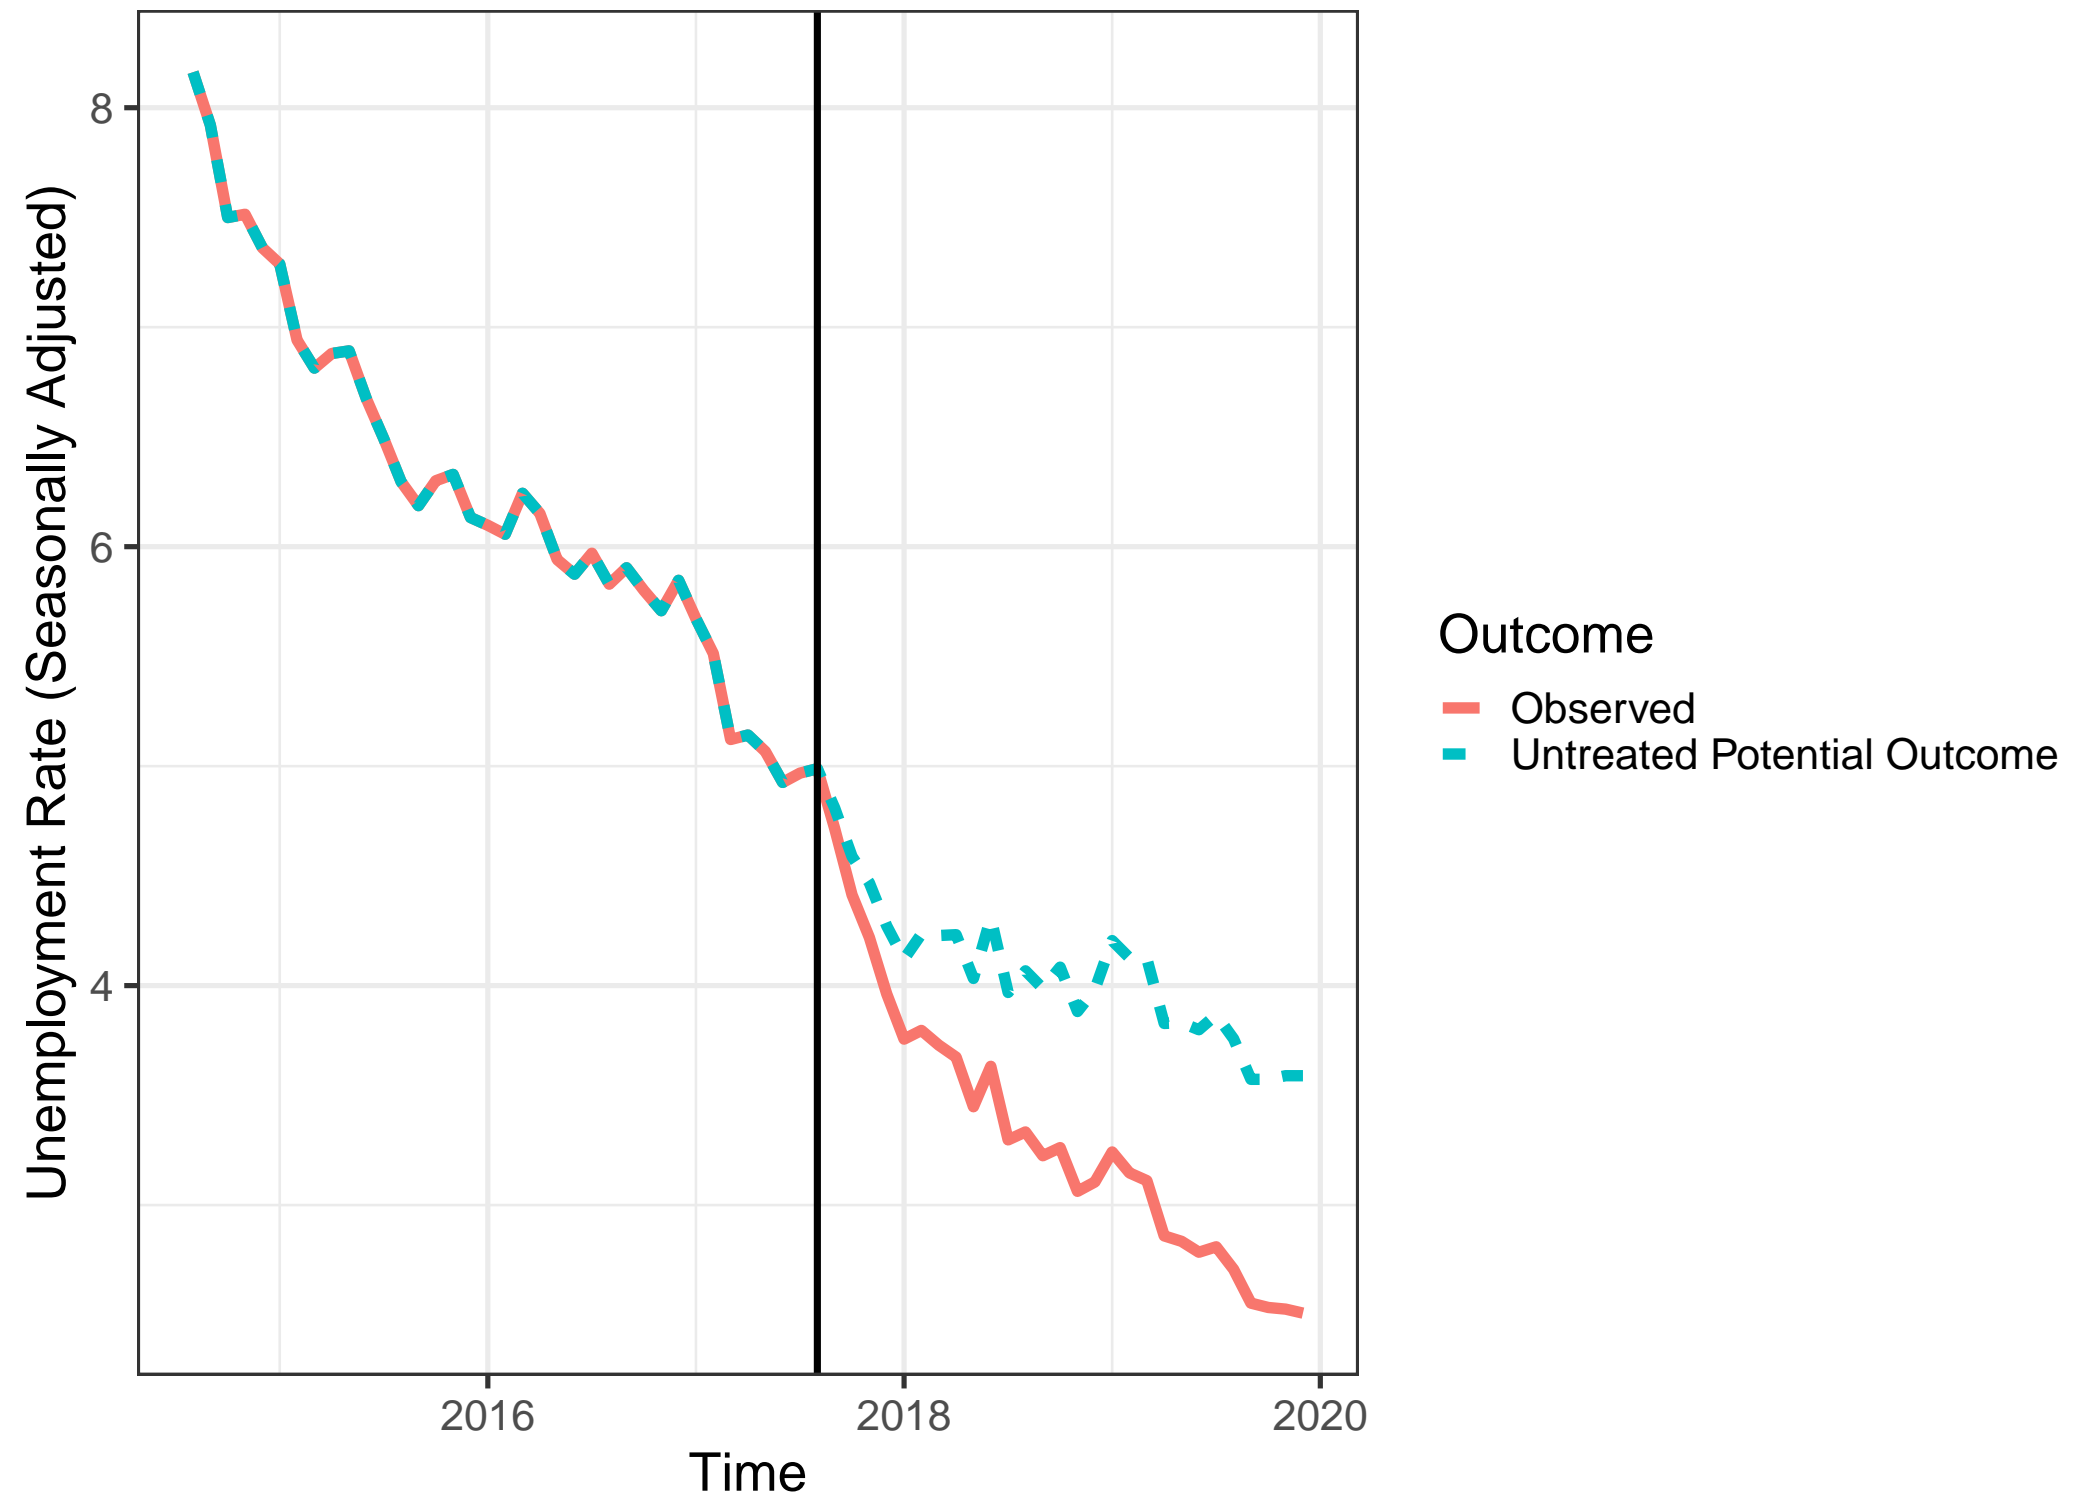 Unemployment Rate (Seasonally Adjusted)
8
6
4
2016
2018
2020
Time
Outcome
Observed
Untreated Potential Outcome